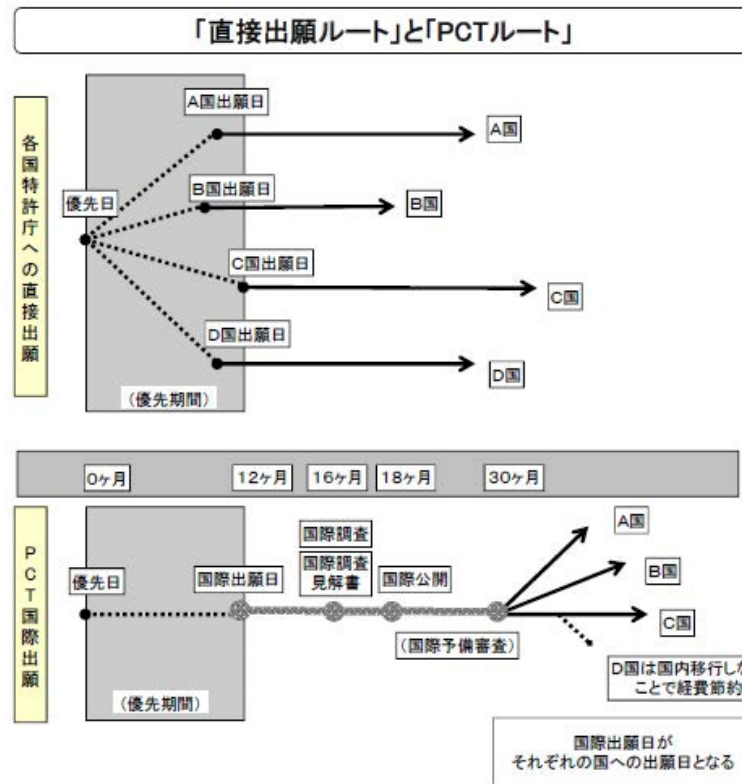 「直接出願ルート」と「PCTルート」
各国特許庁への直接出願
A国出願日
A国
B国出願日
優先日
B国
C国出願日
C国
D国出願日
D国
(優先期間)
0ヶ月
12ヶ月
16ヶ月
18ヶ月
30ヶ月
PCT国際出願
国際調査
A国
優先日
国際出願日
国際調査
見解書
国際公開
B国
C国
(国際予備審査)
D国は国内移行しな
ことで経費節約
(優先期間)
国際出願日が
それぞれの国への出願日となる